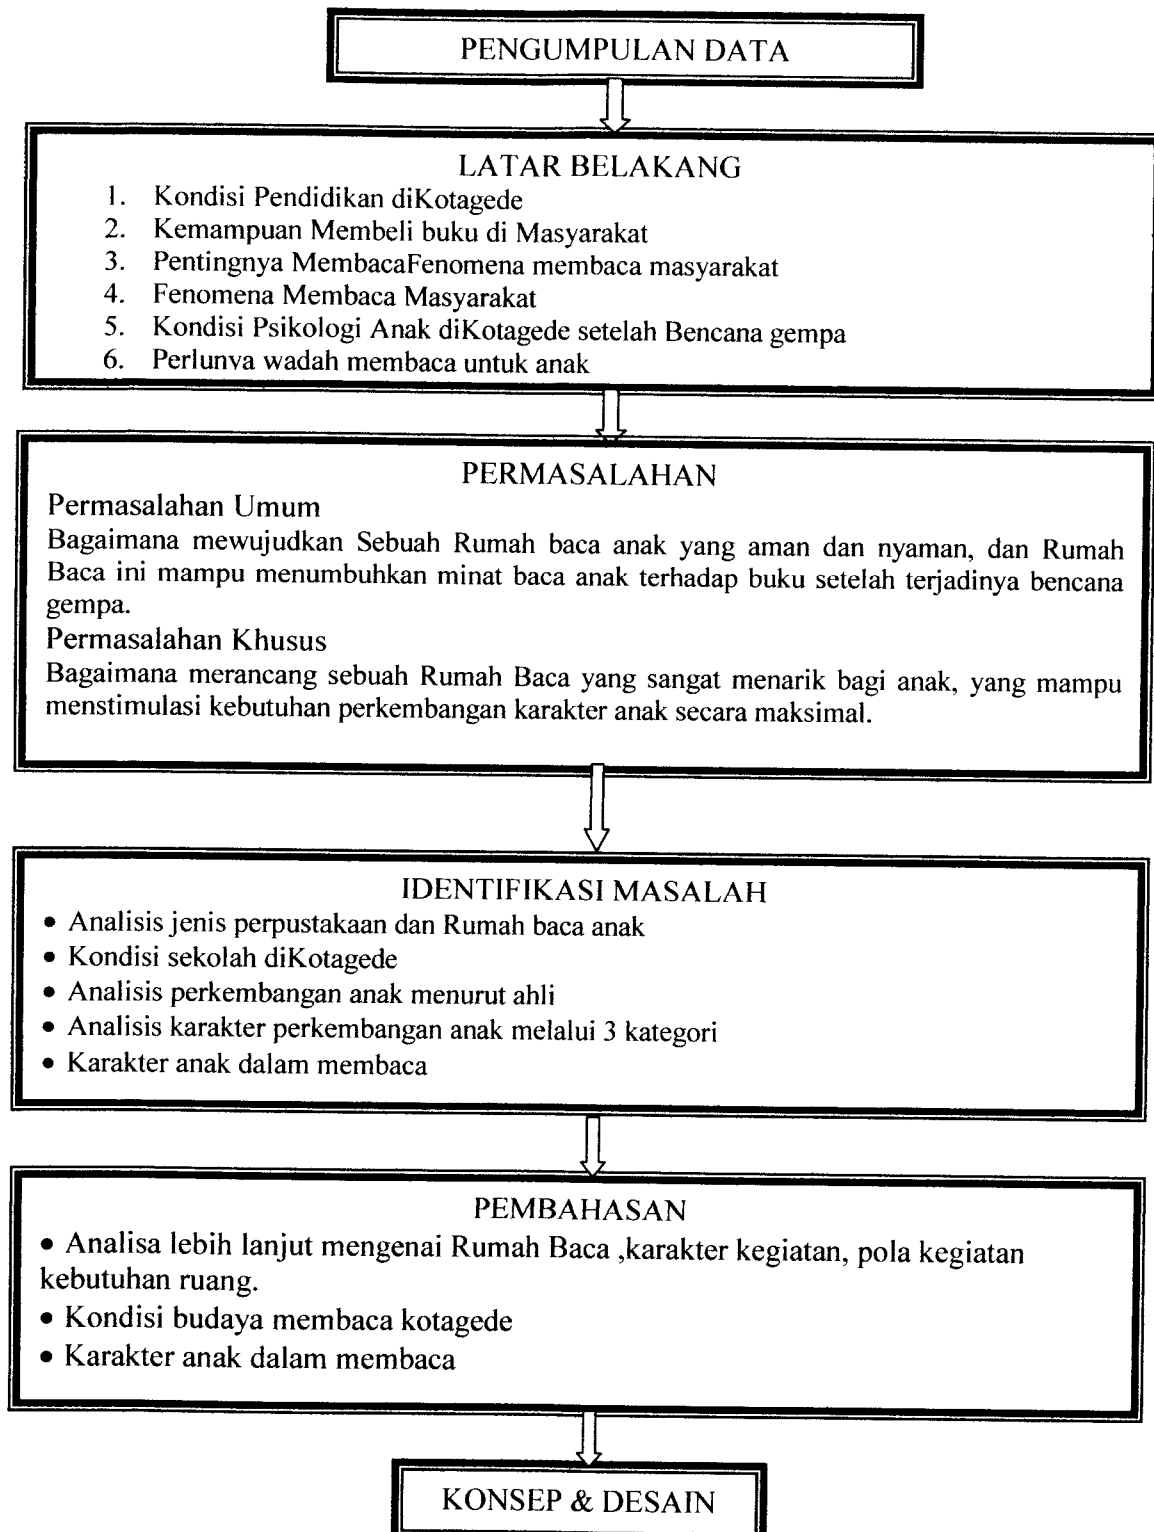 PENGUMPULAN DATA
LATAR BELAKANG
1. Kondisi Pendidikan diKotagede
2. Kemampuan Membeli buku di Masyarakat
3. Pentingnya MembacaFenomena membaca masyarakat
4. Fenomena Membaca Masyarakat
5. Kondisi Psikologi Anak diKotagede setelah Bencana gempa
6. Perlunya wadah membaca untuk anak
PERMASALAHAN
Permasalahan Umum
Bagaimana mewujudkan Sebuah Rumah baca anak yang aman dan nyaman, dan Rumah
Baca ini mampu menumbuhkan minat baca anak terhadap buku setelah terjadinya bencana
gempa.
Permasalahan Khusus
Bagaimana merancang sebuah Rumah Baca yang sangat menarik bagi anak, yang mampu
menstimulasi kebutuhan perkembangan karakter anak secara maksimal.
IDENTIFIKASI MASALAH
• Analisis jenis perpustakaan dan Rumah baca anak
• Kondisi sekolah diKotagede
• Analisis perkembangan anak menurut ahli
• Analisis karakter perkembangan anak melalui 3 kategori
• Karakter anak dalam membaca
PEMBAHASAN
• Analisa lebih lanjut mengenai Rumah Baca ,karakter kegiatan, pola kegiatan
kebutuhan ruang.
• Kondisi budaya membaca kotagede
• Karakter anak dalam membaca
KONSEP & DESAIN